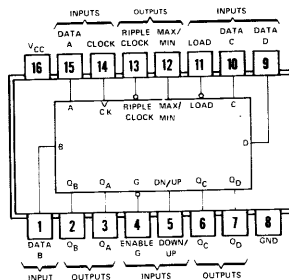 INPUTS OUTPUTS INPUTS
DATA RIPPLE MAX/ DATA DATA
VCC A CLOCK CLOCK MIN LOAD C D
16 15 14 13 12 11 10 9
A CK RIPPLE MAX/ LOAD C
CLOCK MIN
B D
QB QA G DN/UP QC QD
1 2 3 4 5 6 7 8
DATA QB QA ENABLE DOWN/ QC QD GND
B G UP
INPUT OUTPUTS INPUTS OUTPUTS